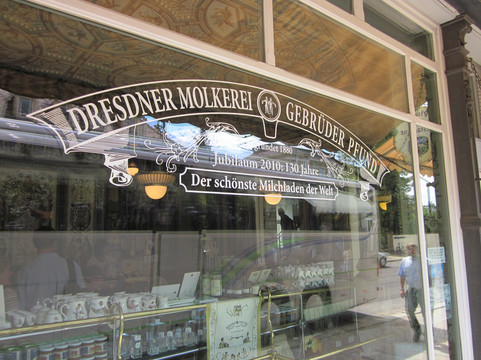 DRESDNER MOLKEREI GEBRÜDER PFUND
Gegründet 1880
Jubiläum 2010: 130 Jahre
Der schönste Milchladen der Welt